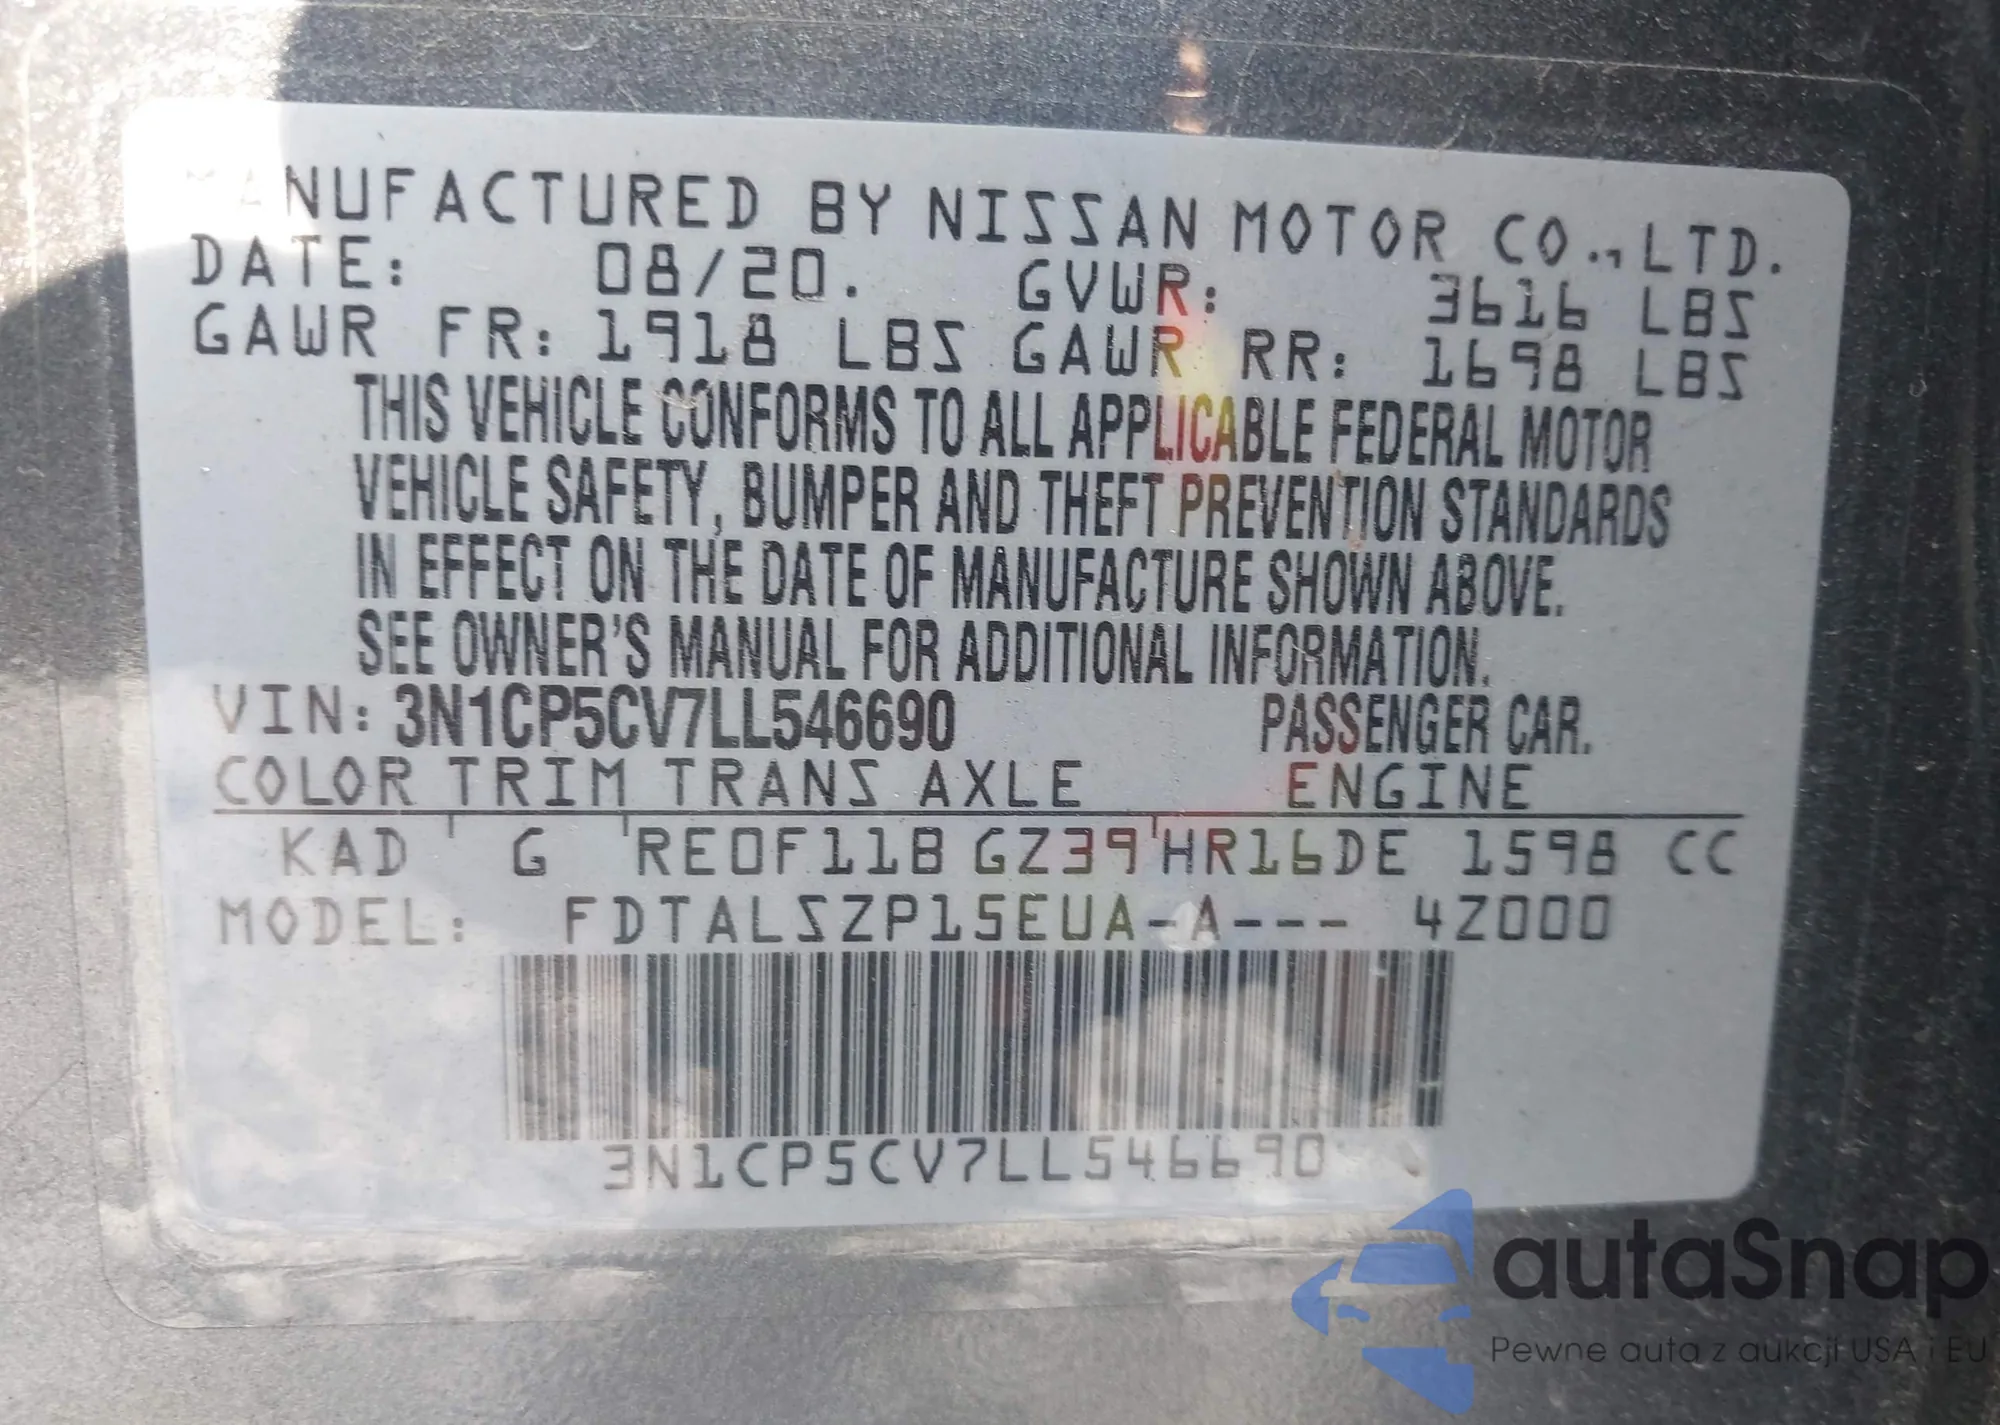 MANUFACTURED BY NISSAN MOTOR CO.,LTD.
DATE: 08/20. GVWR: 3616 LBS
GAWR FR: 1918 LBS GAWR RR: 1698 LBS
THIS VEHICLE CONFORMS TO ALL APPLICABLE FEDERAL MOTOR
VEHICLE SAFETY, BUMPER AND THEFT PREVENTION STANDARDS
IN EFFECT ON THE DATE OF MANUFACTURE SHOWN ABOVE.
SEE OWNER'S MANUAL FOR ADDITIONAL INFORMATION.
VIN: 3N1CP5CV7LL546690 PASSENGER CAR.
COLOR TRIM TRANS AXLE ENGINE
KAD G RE0F11B GZ39 HR16DE 1598 CC
MODEL: FDTALSZP15EUA-A--- 4Z000
3N1CP5CV7LL546690
autaSnap
Pewne auta z aukcji USA i EU